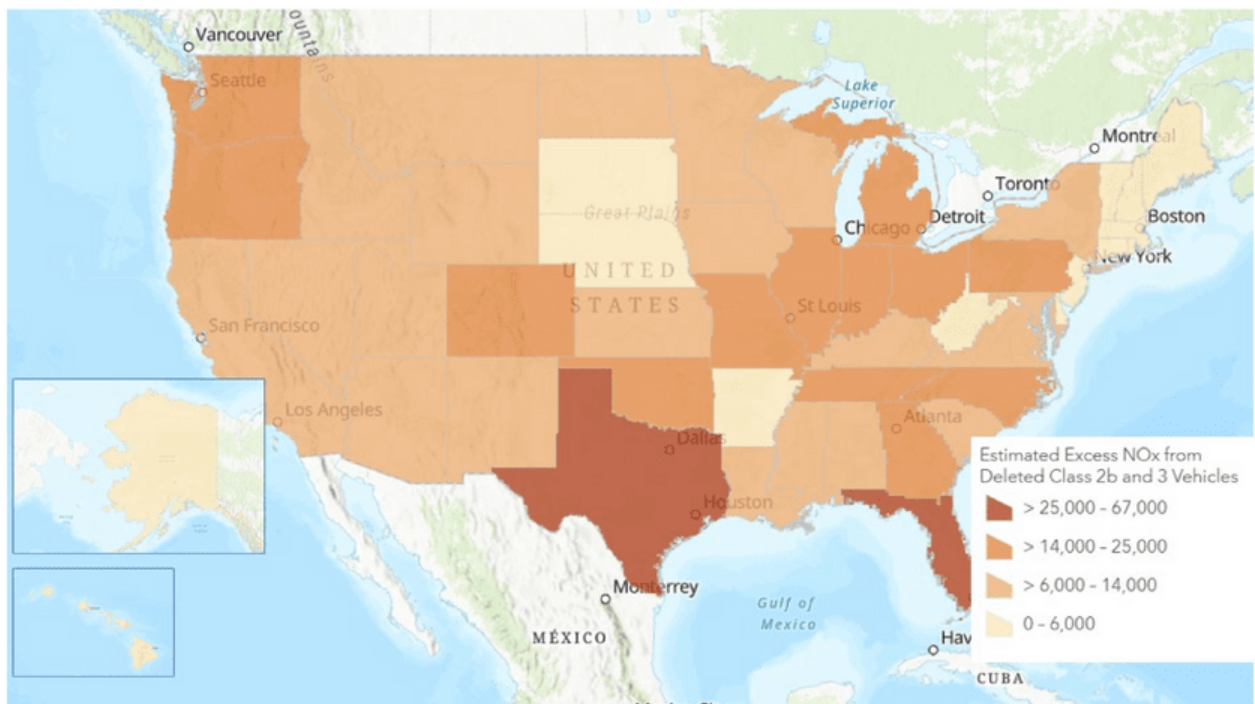 Vancouver
ountains
Seattle
Lake
Superior
Montreal
Toronto
Great Plains
Chicago
Detroit
Boston
New York
UNITED
STATES
St Louis
San Francisco
Los Angeles
Atlanta
Dallas
Houston
Estimated Excess NOx from
Deleted Class 2b and 3 Vehicles
> 25,000 - 67,000
> 14,000 - 25,000
> 6,000 - 14,000
0 - 6,000
Monterrey
Gulf of
Mexico
MÉXICO
Hav
CUBA